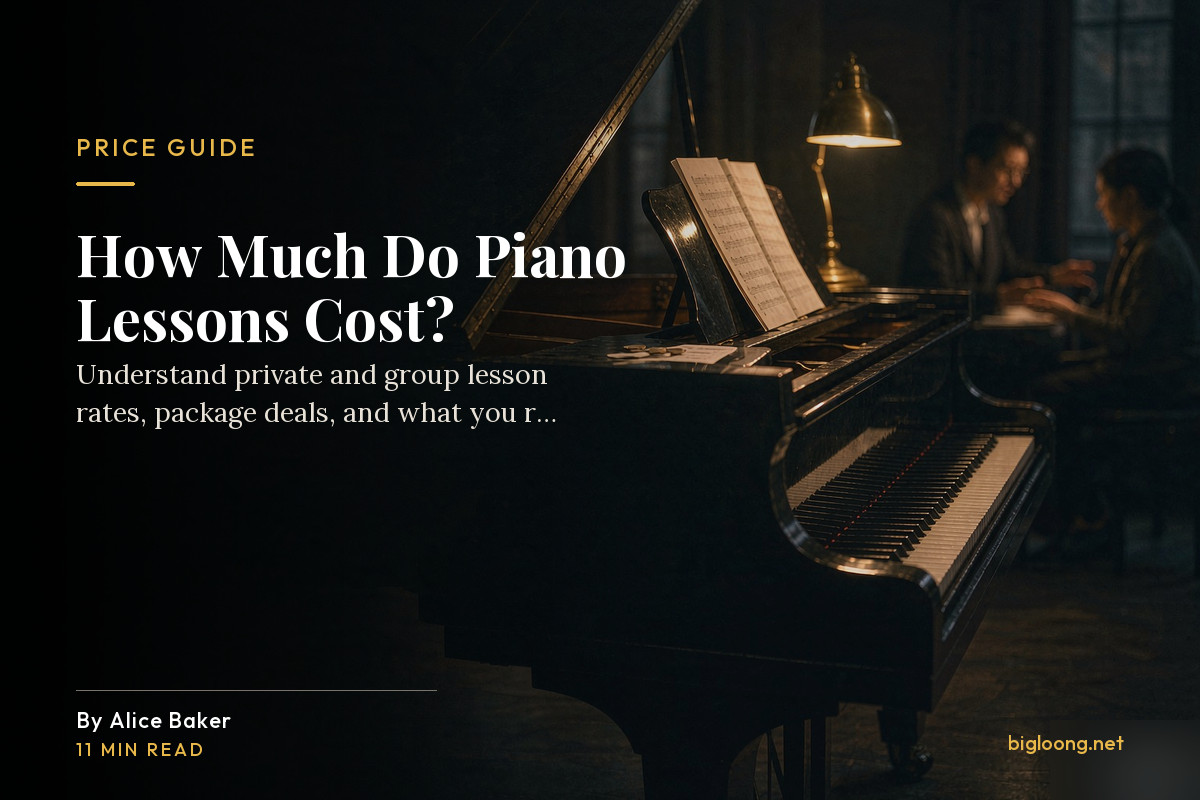 PRICE GUIDE
How Much Do Piano
Lessons Cost?
Understand private and group lesson
rates, package deals, and what you r...
By Alice Baker
11 MIN READ
bigloong.net